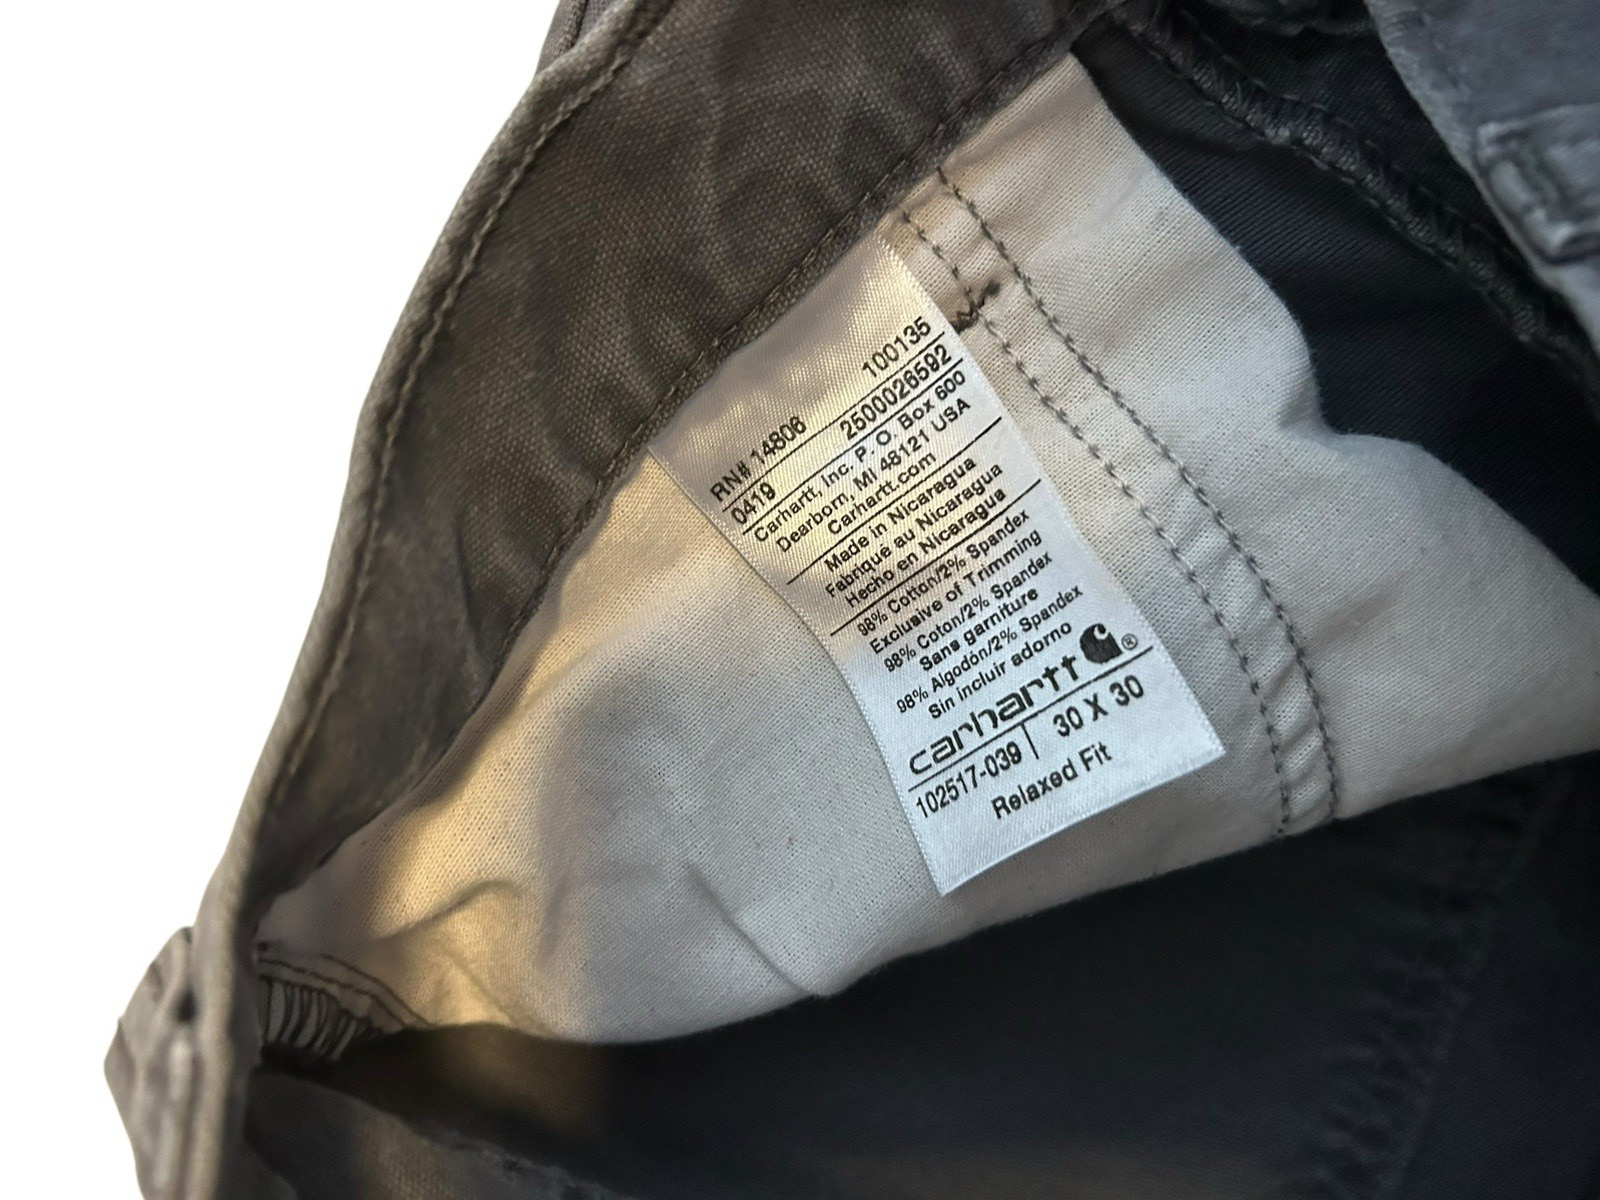 RN# 14806 100135
0419 2500026592
Carhartt, Inc. P. O. Box 600
Dearborn, MI 48121 USA
Carhartt.com
Made in Nicaragua
Fabriqué au Nicaragua
Hecho en Nicaragua
98% Cotton/2% Spandex
Exclusive of Trimming
98% Coton/2% Spandex
Sans garniture
98% Algodón/2% Spandex
Sin incluir adorno
carhartt ®
102517-039 30 X 30
Relaxed Fit